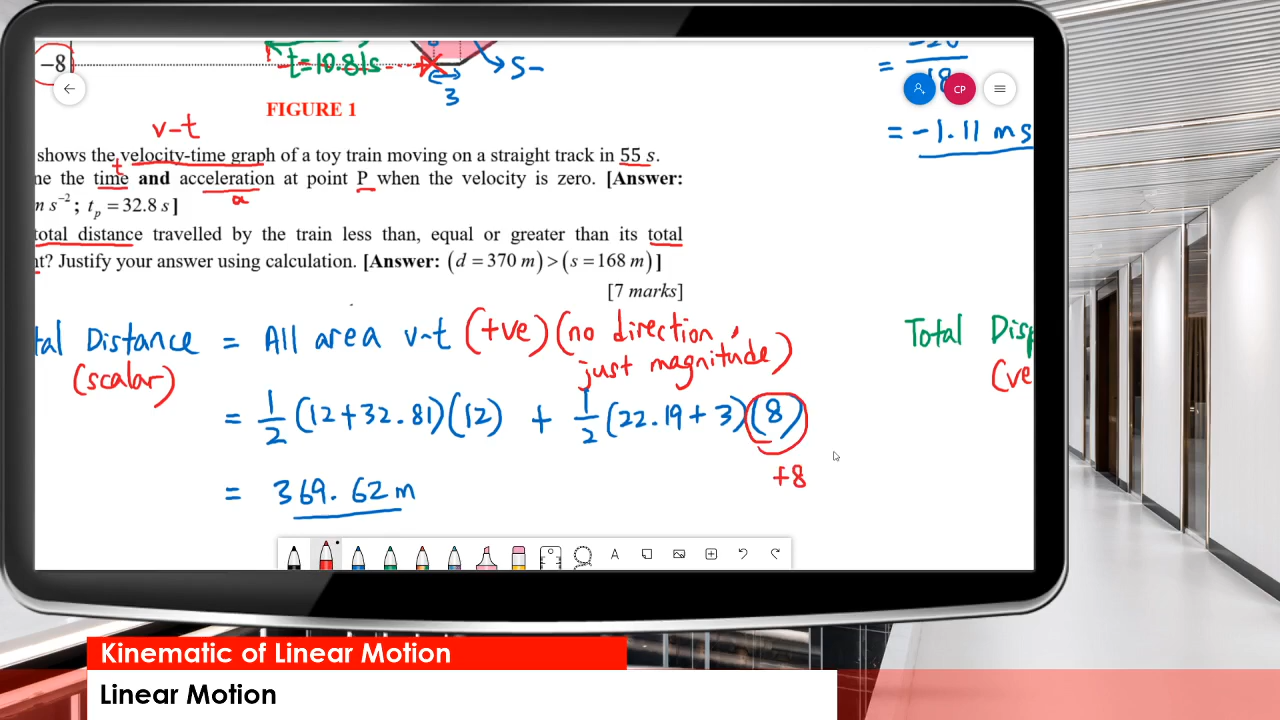 -8
t=10.81s
S-
3
=
18
= -1.11 ms
CP
FIGURE 1
v-t
shows the velocity-time graph of a toy train moving on a straight track in 55 s.
t
ne the time and acceleration at point P when the velocity is zero. [Answer:
a
m s⁻²; tₚ = 32.8 s]
total distance travelled by the train less than, equal or greater than its total
nt? Justify your answer using calculation. [Answer: (d = 370 m) > (s = 168 m)]
[7 marks]
tal Distance = All area v-t (+ve) (no direction, just magnitude)
(scalar)
Total Disp
(ve
= 1/2 (12+32.81)(12) + 1/2 (22.19+3)(8)
+8
= 369.62 m
A
Kinematic of Linear Motion
Linear Motion